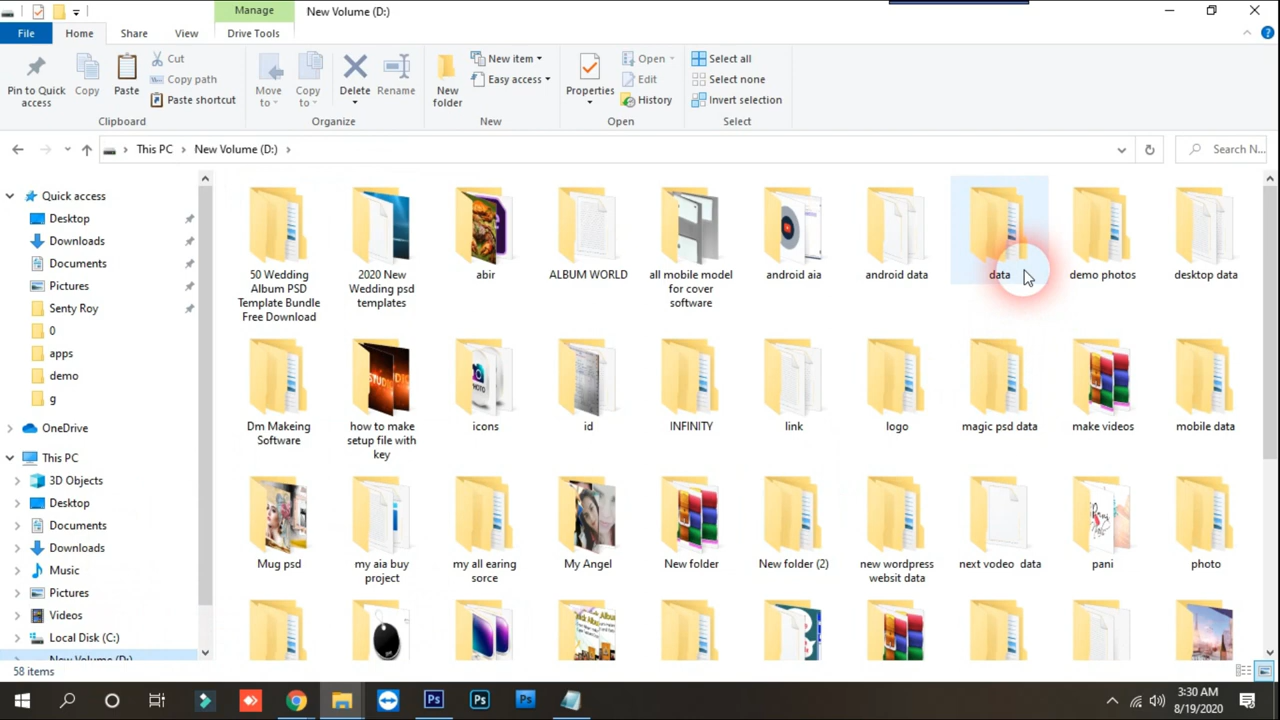 Manage
New Volume (D:)
File
Home
Share
View
Drive Tools
Pin to Quick
access
Copy
Paste
Cut
Copy path
Paste shortcut
Clipboard
Move
to
Copy
to
Delete
Rename
Organize
New
folder
New item
Easy access
New
Properties
Open
Edit
History
Open
Select all
Select none
Invert selection
Select
This PC
New Volume (D:)
Search N...
Quick access
Desktop
Downloads
Documents
Pictures
Senty Roy
0
apps
demo
g
OneDrive
This PC
3D Objects
Desktop
Documents
Downloads
Music
Pictures
Videos
Local Disk (C:)
New Volume (D:)
50 Wedding
Album PSD
Template Bundle
Free Download
2020 New
Wedding psd
templates
abir
ALBUM WORLD
all mobile model
for cover
software
android aia
android data
data
demo photos
desktop data
Dm Makeing
Software
how to make
setup file with
key
icons
id
INFINITY
link
logo
magic psd data
make videos
mobile data
Mug psd
my aia buy
project
my all earing
sorce
My Angel
New folder
New folder (2)
new wordpress
websit data
next vodeo data
pani
photo
58 items
Ps
Ps
Ps
3:30 AM
8/19/2020